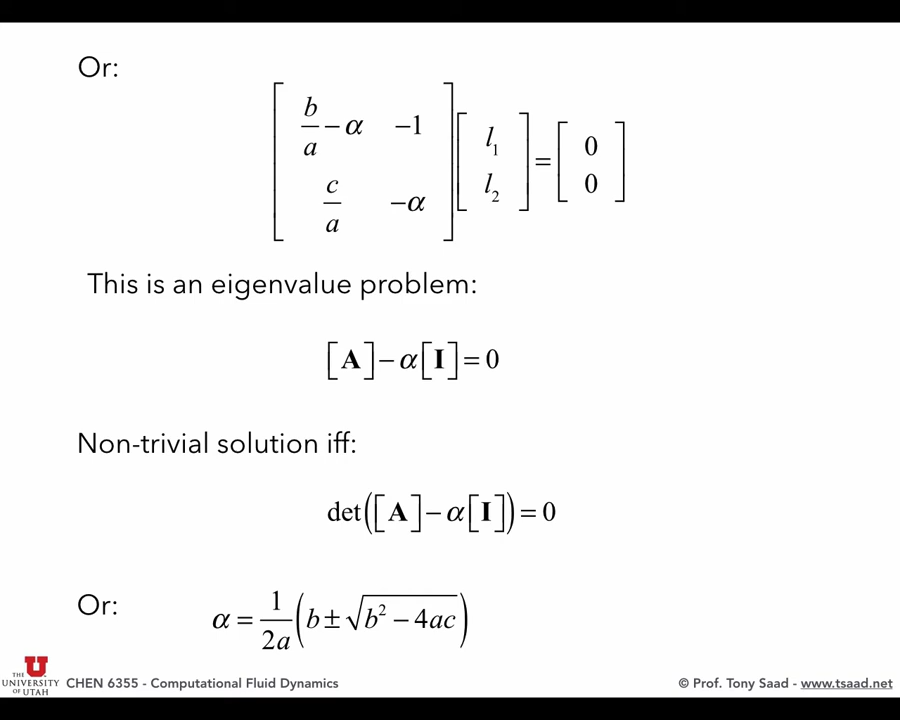 Or:
[ b/a − α  −1 ; c/a  −α ] [ l₁ ; l₂ ] = [ 0 ; 0 ]
This is an eigenvalue problem:
[A] − α[I] = 0
Non-trivial solution iff:
det([A] − α[I]) = 0
Or: α = 1/2a (b ± √(b² − 4ac))
THE
UNIVERSITY
OF UTAH
CHEN 6355 - Computational Fluid Dynamics
© Prof. Tony Saad - www.tsaad.net